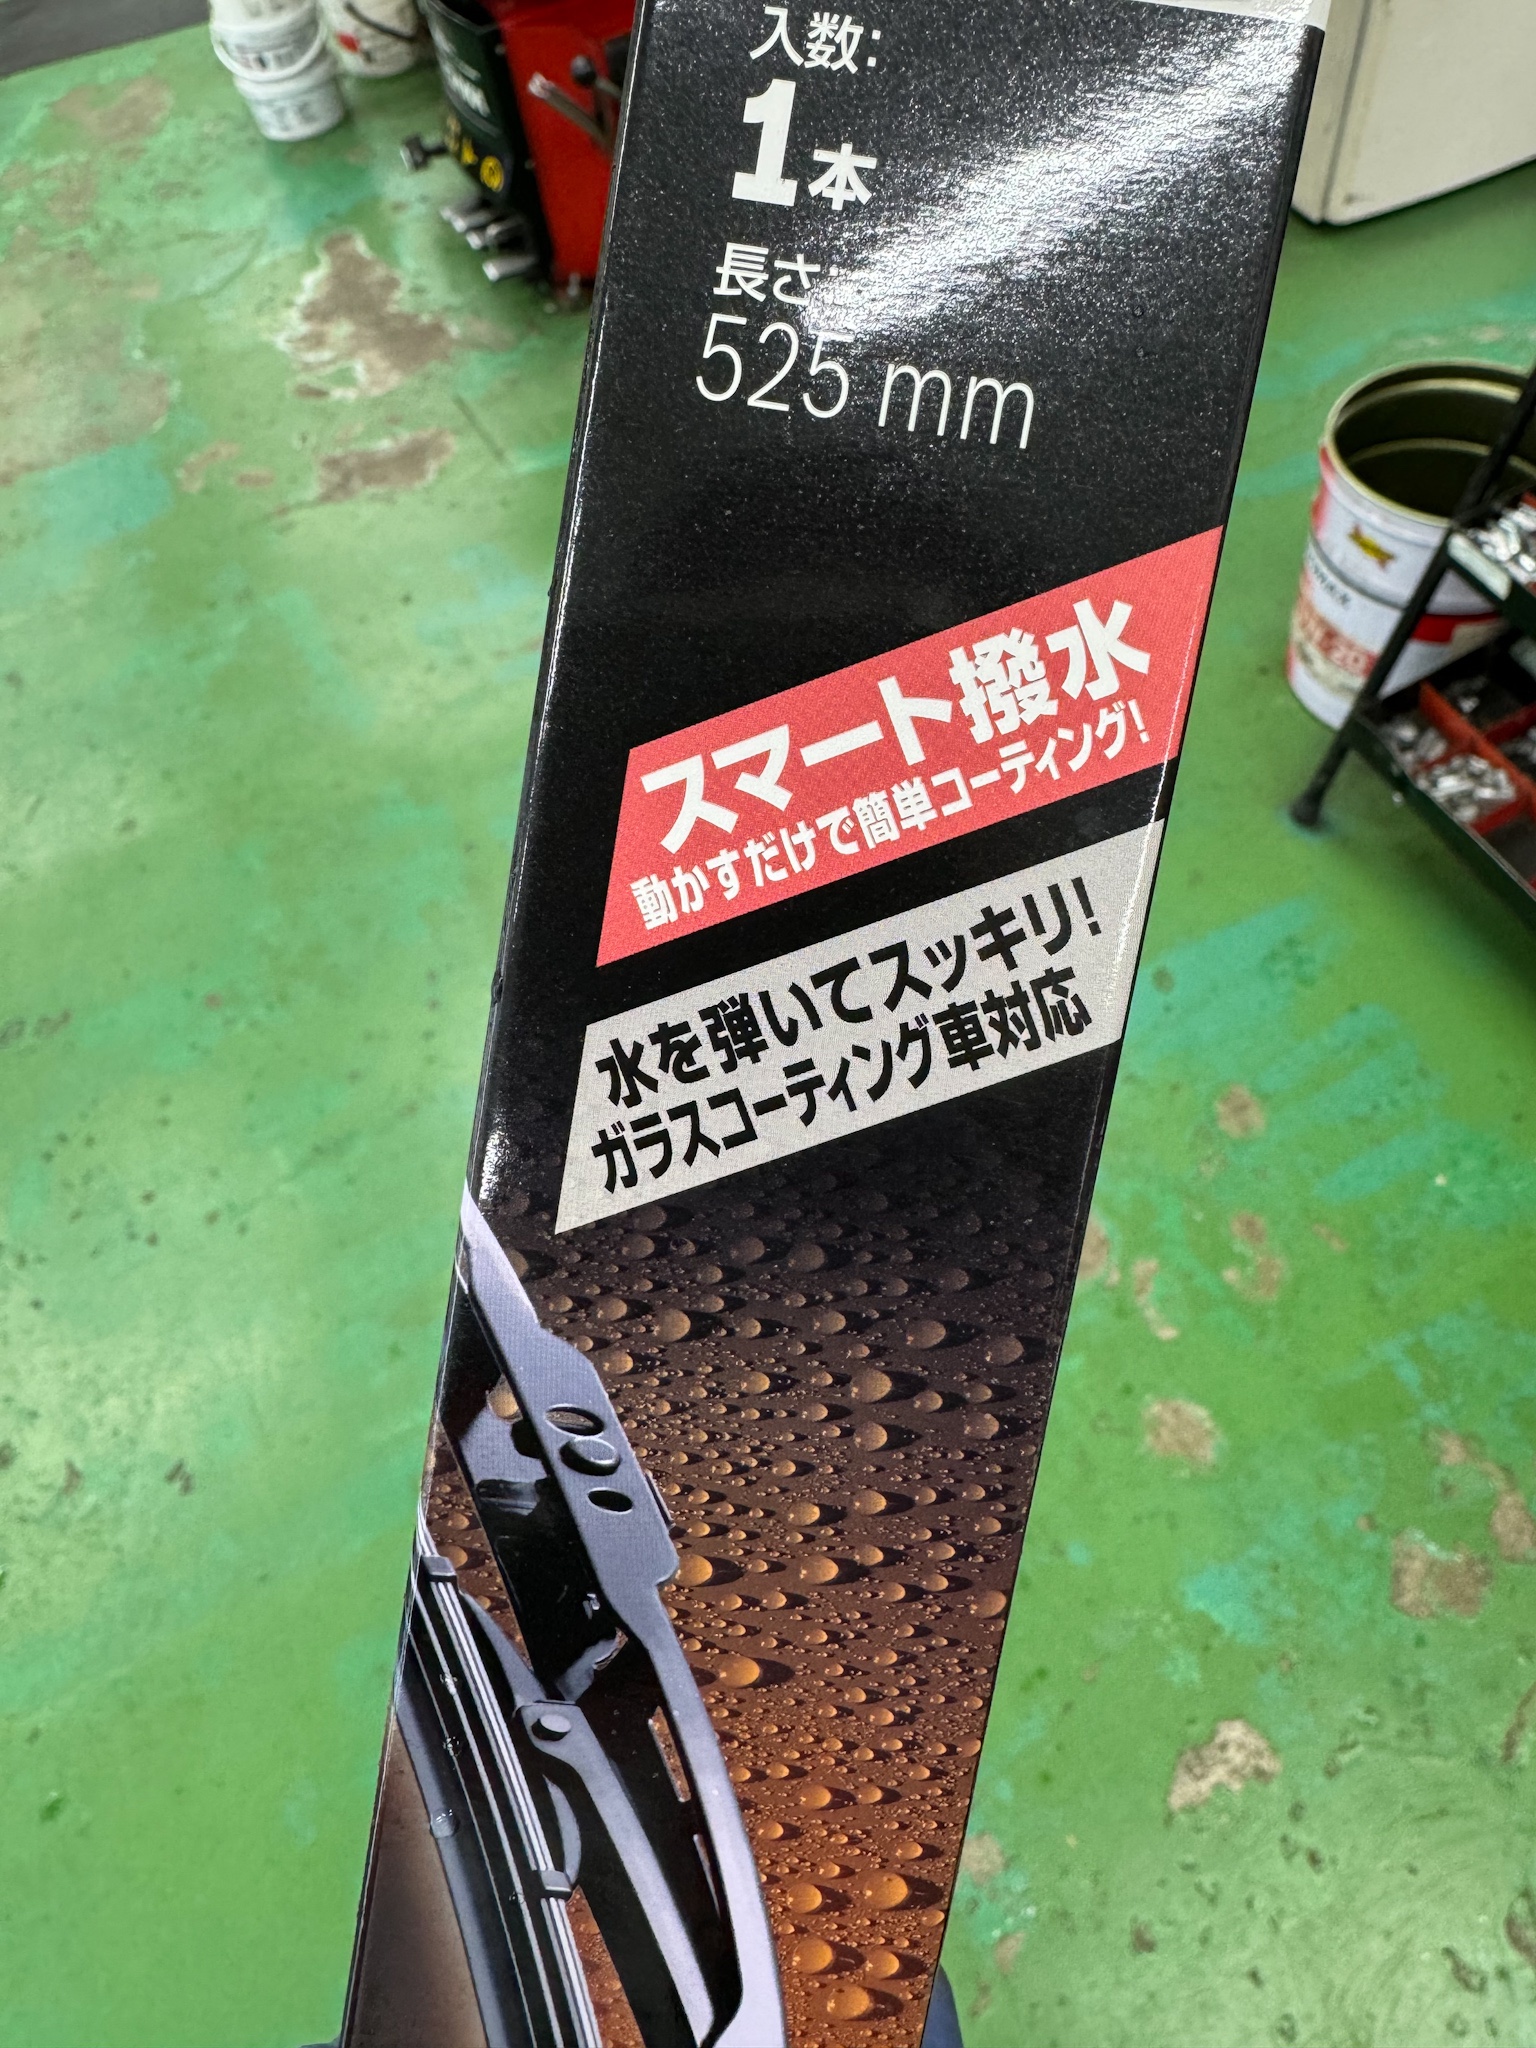 入数:
1本
長さ:
525 mm
スマート撥水
動かすだけで簡単コーティング!
水を弾いてスッキリ!
ガラスコーティング車対応